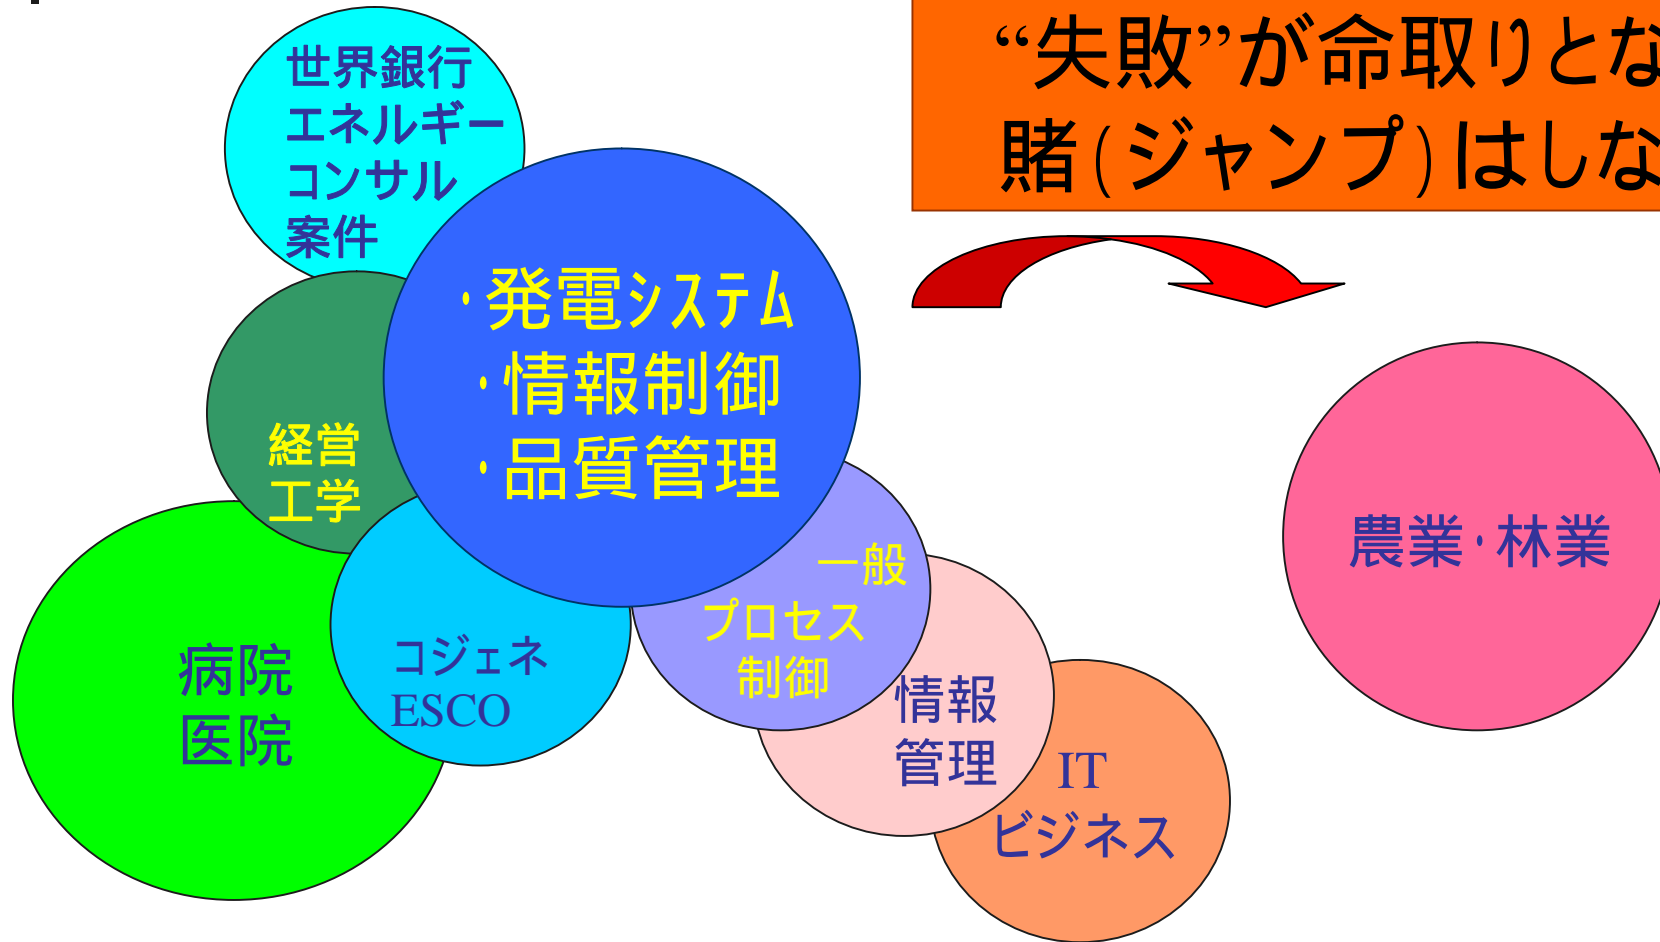 “失敗”が命取りとな
賭(ジャンプ)はしな
世界銀行
エネルギー
コンサル
案件
・発電システム
・情報制御
・品質管理
経営
工学
病院
医院
コジェネ
ESCO
一般
プロセス
制御
情報
管理
IT
ビジネス
農業・林業